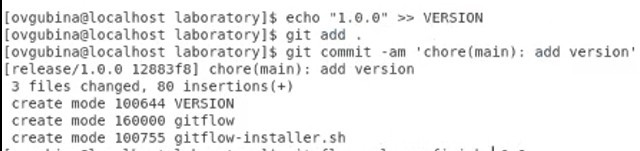 [ovgubina@localhost laboratory]$ echo "1.0.0" >> VERSION
[ovgubina@localhost laboratory]$ git add .
[ovgubina@localhost laboratory]$ git commit -am 'chore(main): add version'
[release/1.0.0 12883f8] chore(main): add version
 3 files changed, 80 insertions(+)
 create mode 100644 VERSION
 create mode 160000 gitflow
 create mode 100755 gitflow-installer.sh